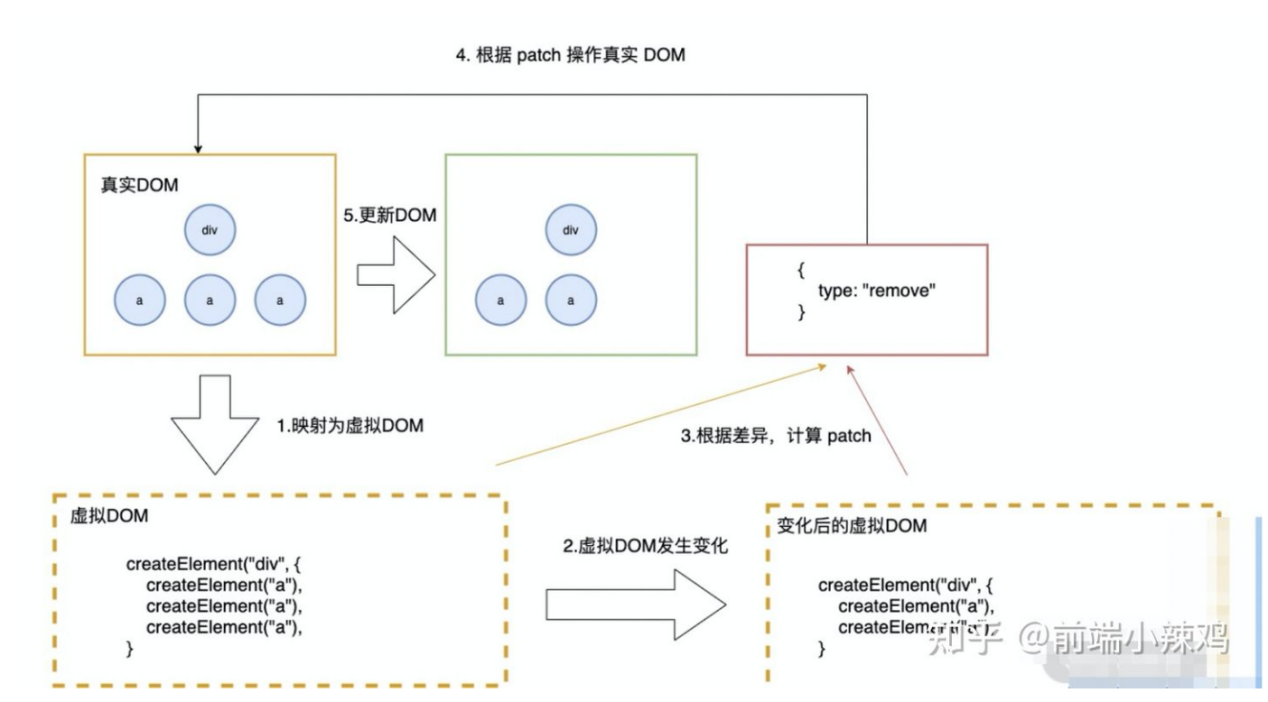 4. 根据 patch 操作真实 DOM
真实DOM
div
a
a
a
5.更新DOM
div
a
a
{
type: "remove"
}
1.映射为虚拟DOM
3.根据差异，计算 patch
虚拟DOM
createElement("div", {
createElement("a"),
createElement("a"),
createElement("a"),
}
2.虚拟DOM发生变化
变化后的虚拟DOM
createElement("div", {
createElement("a"),
createElement("a"),
}
知乎 @前端小辣鸡